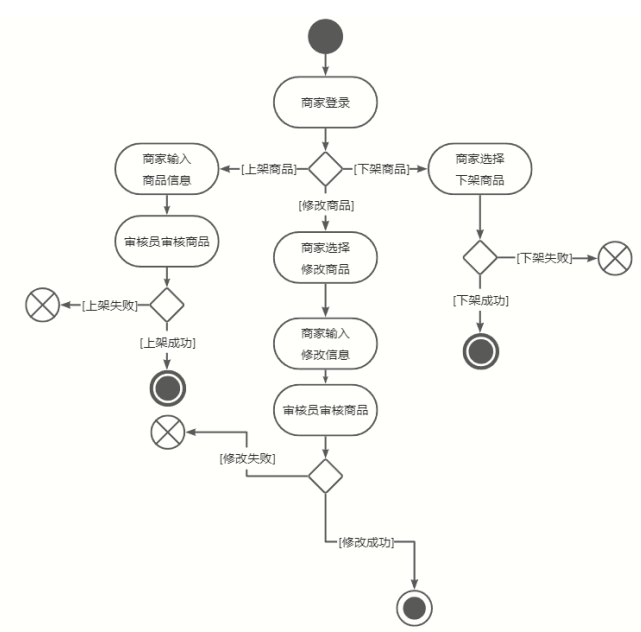 商家登录
[上架商品]
[下架商品]
商家输入
商品信息
商家选择
下架商品
[修改商品]
审核员审核商品
商家选择
修改商品
[下架失败]
[上架失败]
[下架成功]
[上架成功]
商家输入
修改信息
审核员审核商品
[修改失败]
[修改成功]